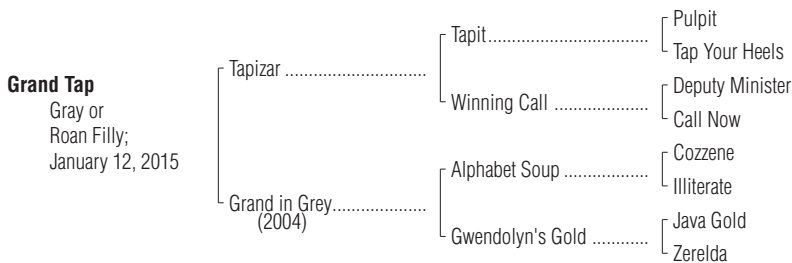 Grand Tap
Gray or
Roan Filly;
January 12, 2015
Tapizar ..............................
Grand in Grey....................
(2004)
Tapit..................................
Winning Call ....................
Alphabet Soup ..................
Gwendolyn's Gold ............
Pulpit
Tap Your Heels
Deputy Minister
Call Now
Cozzene
Illiterate
Java Gold
Zerelda